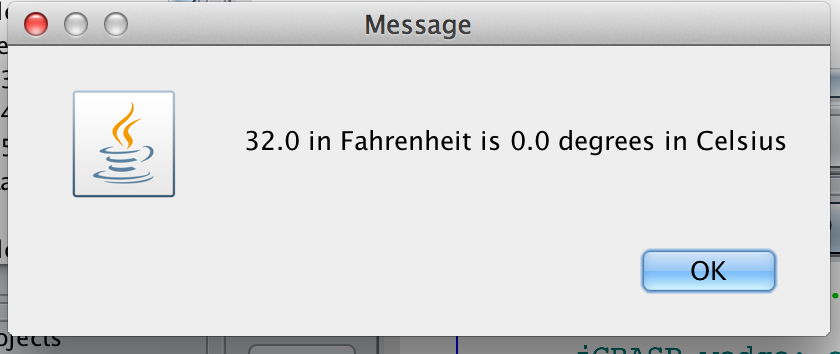 Message
32.0 in Fahrenheit is 0.0 degrees in Celsius
OK